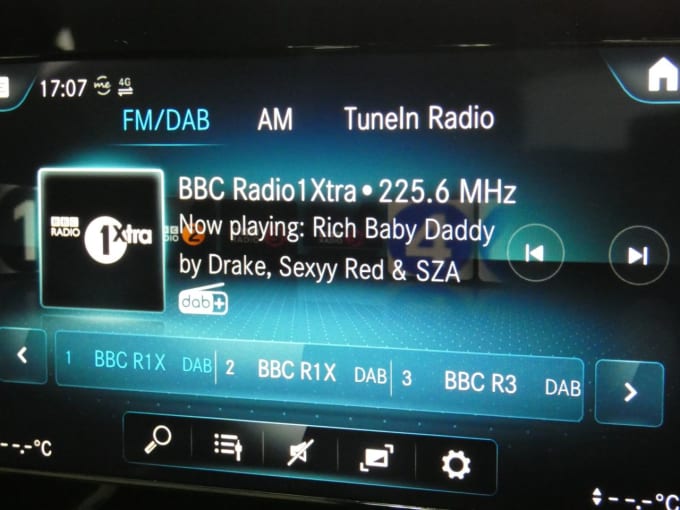 17:07 me 4G
FM/DAB AM TuneIn Radio
BBC RADIO 1Xtra
BBC Radio1Xtra • 225.6 MHz
Now playing: Rich Baby Daddy
by Drake, Sexyy Red & SZA
dab+
1 BBC R1X DAB 2 BBC R1X DAB 3 BBC R3 DAB
--.-°C
--.-°C